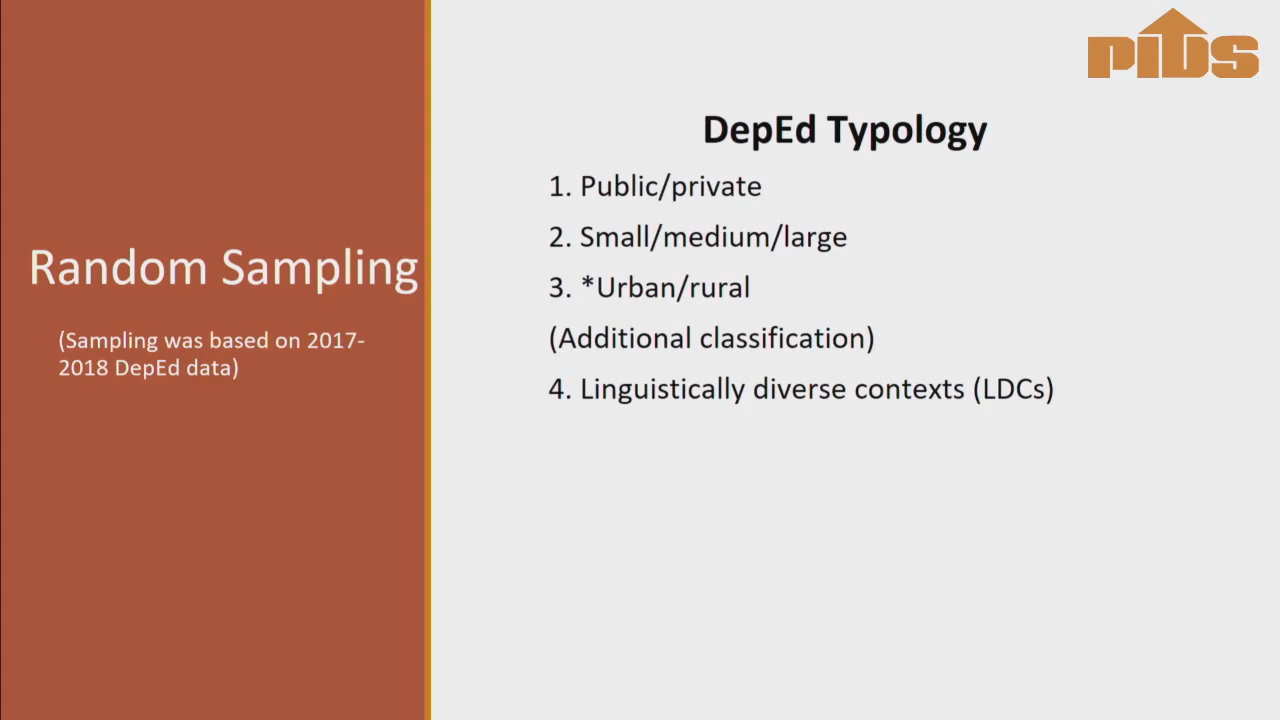 PIDS
Random Sampling
(Sampling was based on 2017-
2018 DepEd data)
DepEd Typology
1. Public/private
2. Small/medium/large
3. *Urban/rural
(Additional classification)
4. Linguistically diverse contexts (LDCs)